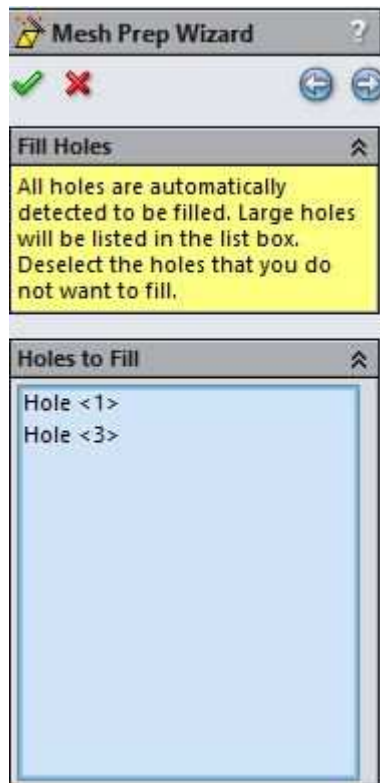 Mesh Prep Wizard ?
Fill Holes
All holes are automatically
detected to be filled. Large holes
will be listed in the list box.
Deselect the holes that you do
not want to fill.
Holes to Fill
Hole <1>
Hole <3>